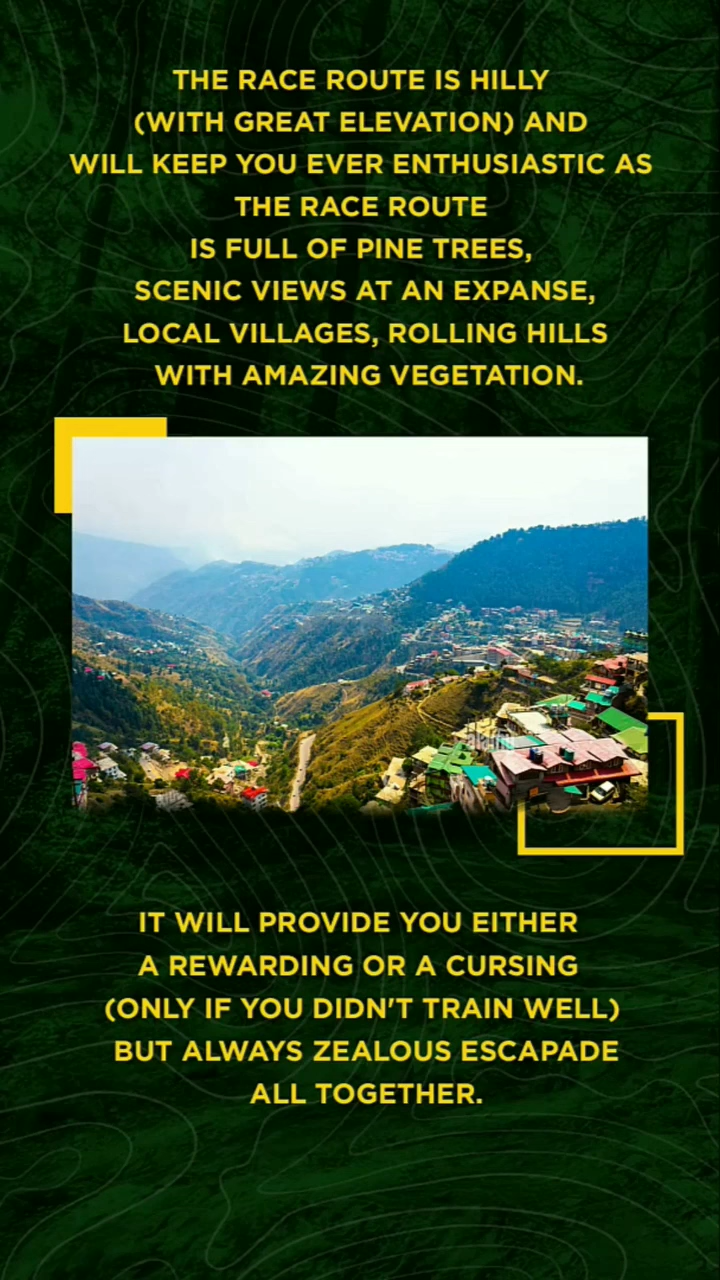 THE RACE ROUTE IS HILLY
(WITH GREAT ELEVATION) AND
WILL KEEP YOU EVER ENTHUSIASTIC AS
THE RACE ROUTE
IS FULL OF PINE TREES,
SCENIC VIEWS AT AN EXPANSE,
LOCAL VILLAGES, ROLLING HILLS
WITH AMAZING VEGETATION.
IT WILL PROVIDE YOU EITHER
A REWARDING OR A CURSING
(ONLY IF YOU DIDN'T TRAIN WELL)
BUT ALWAYS ZEALOUS ESCAPADE
ALL TOGETHER.